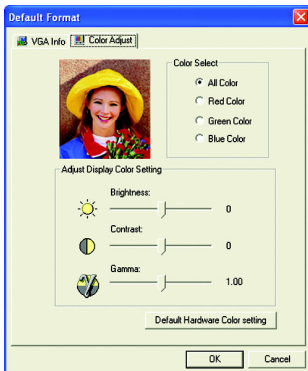 Default Format
VGA Info
Color Adjust
Color Select
All Color
Red Color
Green Color
Blue Color
Adjust Display Color Setting
Brightness:
0
Contrast:
0
Gamma:
1.00
Default Hardware Color setting
OK
Cancel